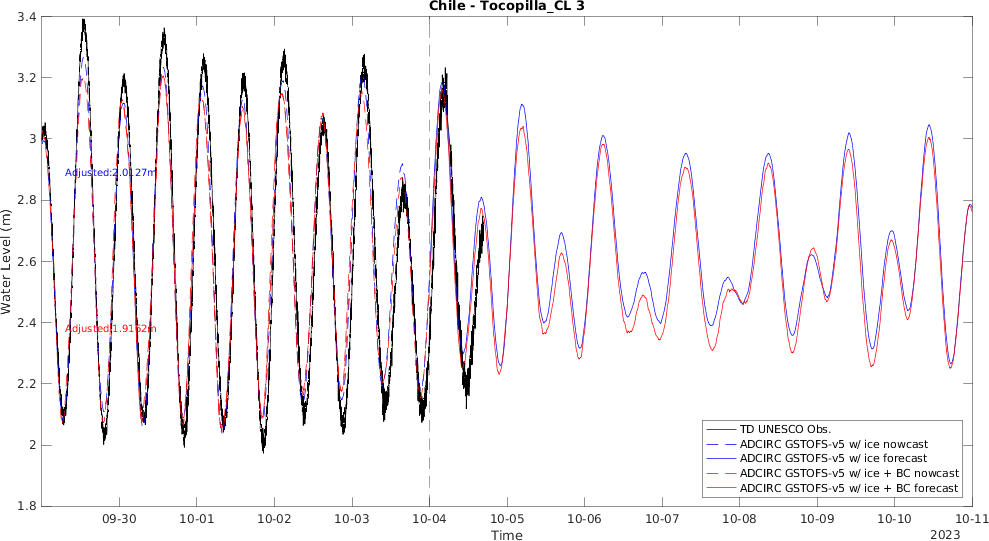 Chile - Tocopilla_CL 3
3.4
3.2
3
2.8
2.6
2.4
2.2
2
1.8
Water Level (m)
Adjusted:2.0127m
Adjusted:1.9162m
TD UNESCO Obs.
ADCIRC GSTOFS-v5 w/ ice nowcast
ADCIRC GSTOFS-v5 w/ ice forecast
ADCIRC GSTOFS-v5 w/ ice + BC nowcast
ADCIRC GSTOFS-v5 w/ ice + BC forecast
09-30 10-01 10-02 10-03 10-04 10-05 10-06 10-07 10-08 10-09 10-10 10-11
Time
2023